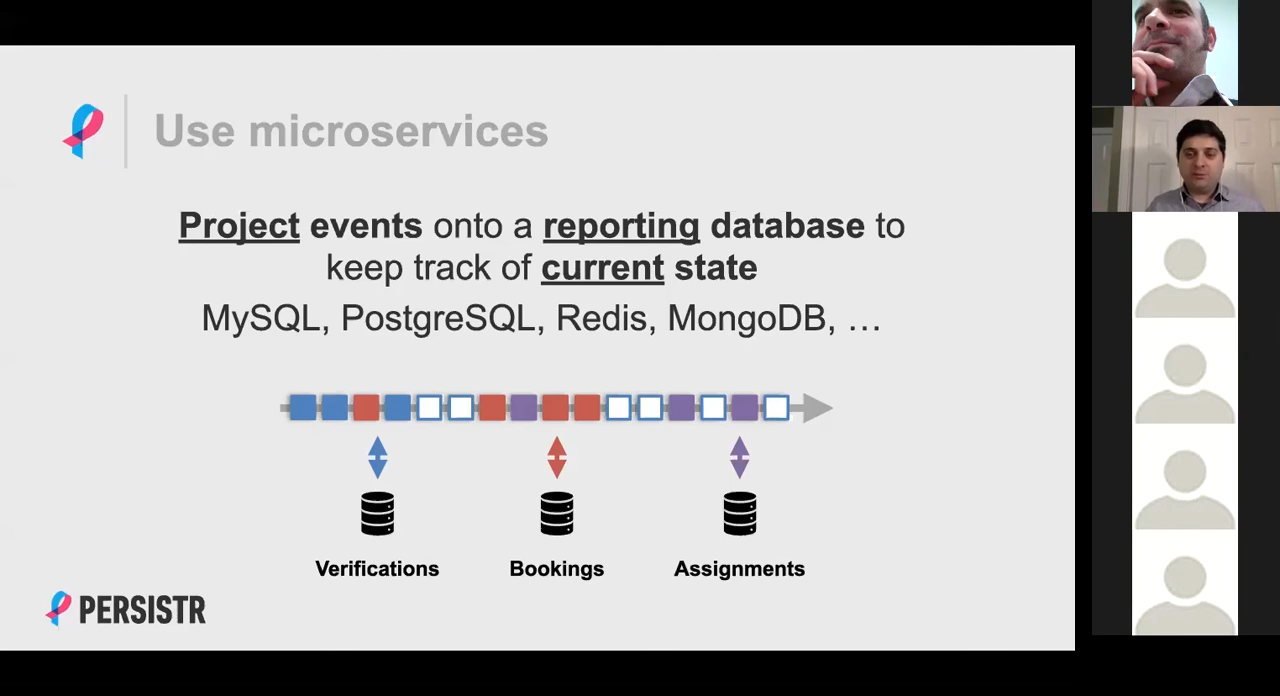 Use microservices
Project events onto a reporting database to
keep track of current state
MySQL, PostgreSQL, Redis, MongoDB, …
Verifications
Bookings
Assignments
PERSISTR